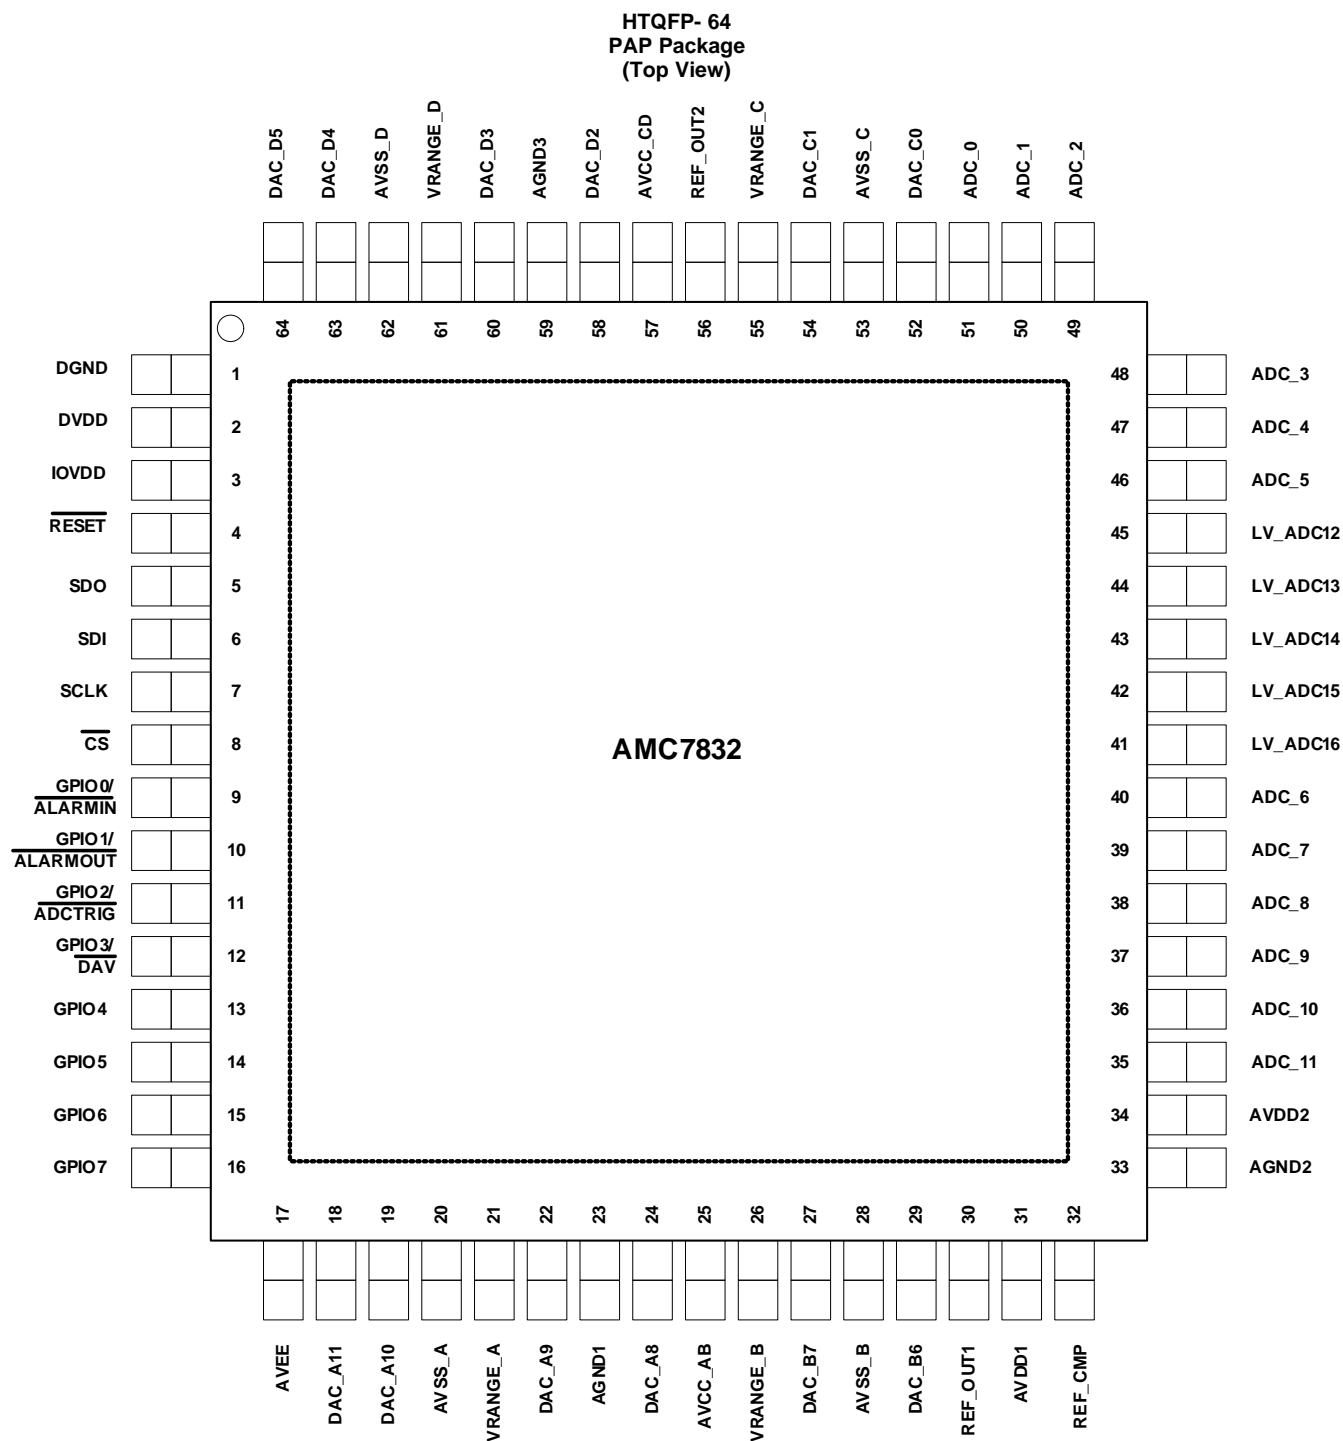 HTQFP- 64
PAP Package
(Top View)
DAC_D5
DAC_D4
AVSS_D
VRANGE_D
DAC_D3
AGND3
DAC_D2
AVCC_CD
REF_OUT2
VRANGE_C
DAC_C1
AVSS_C
DAC_C0
ADC_0
ADC_1
ADC_2
64
63
62
61
60
59
58
57
56
55
54
53
52
51
50
49
DGND 1
DVDD 2
IOVDD 3
RESET 4
SDO 5
SDI 6
SCLK 7
CS 8
GPIO0/
ALARMIN 9
GPIO1/
ALARMOUT 10
GPIO2/
ADCTRIG 11
GPIO3/
DAV 12
GPIO4 13
GPIO5 14
GPIO6 15
GPIO7 16
AMC7832
48 ADC_3
47 ADC_4
46 ADC_5
45 LV_ADC12
44 LV_ADC13
43 LV_ADC14
42 LV_ADC15
41 LV_ADC16
40 ADC_6
39 ADC_7
38 ADC_8
37 ADC_9
36 ADC_10
35 ADC_11
34 AVDD2
33 AGND2
17
18
19
20
21
22
23
24
25
26
27
28
29
30
31
32
AVEE
DAC_A11
DAC_A10
AVSS_A
VRANGE_A
DAC_A9
AGND1
DAC_A8
AVCC_AB
VRANGE_B
DAC_B7
AVSS_B
DAC_B6
REF_OUT1
AVDD1
REF_CMP